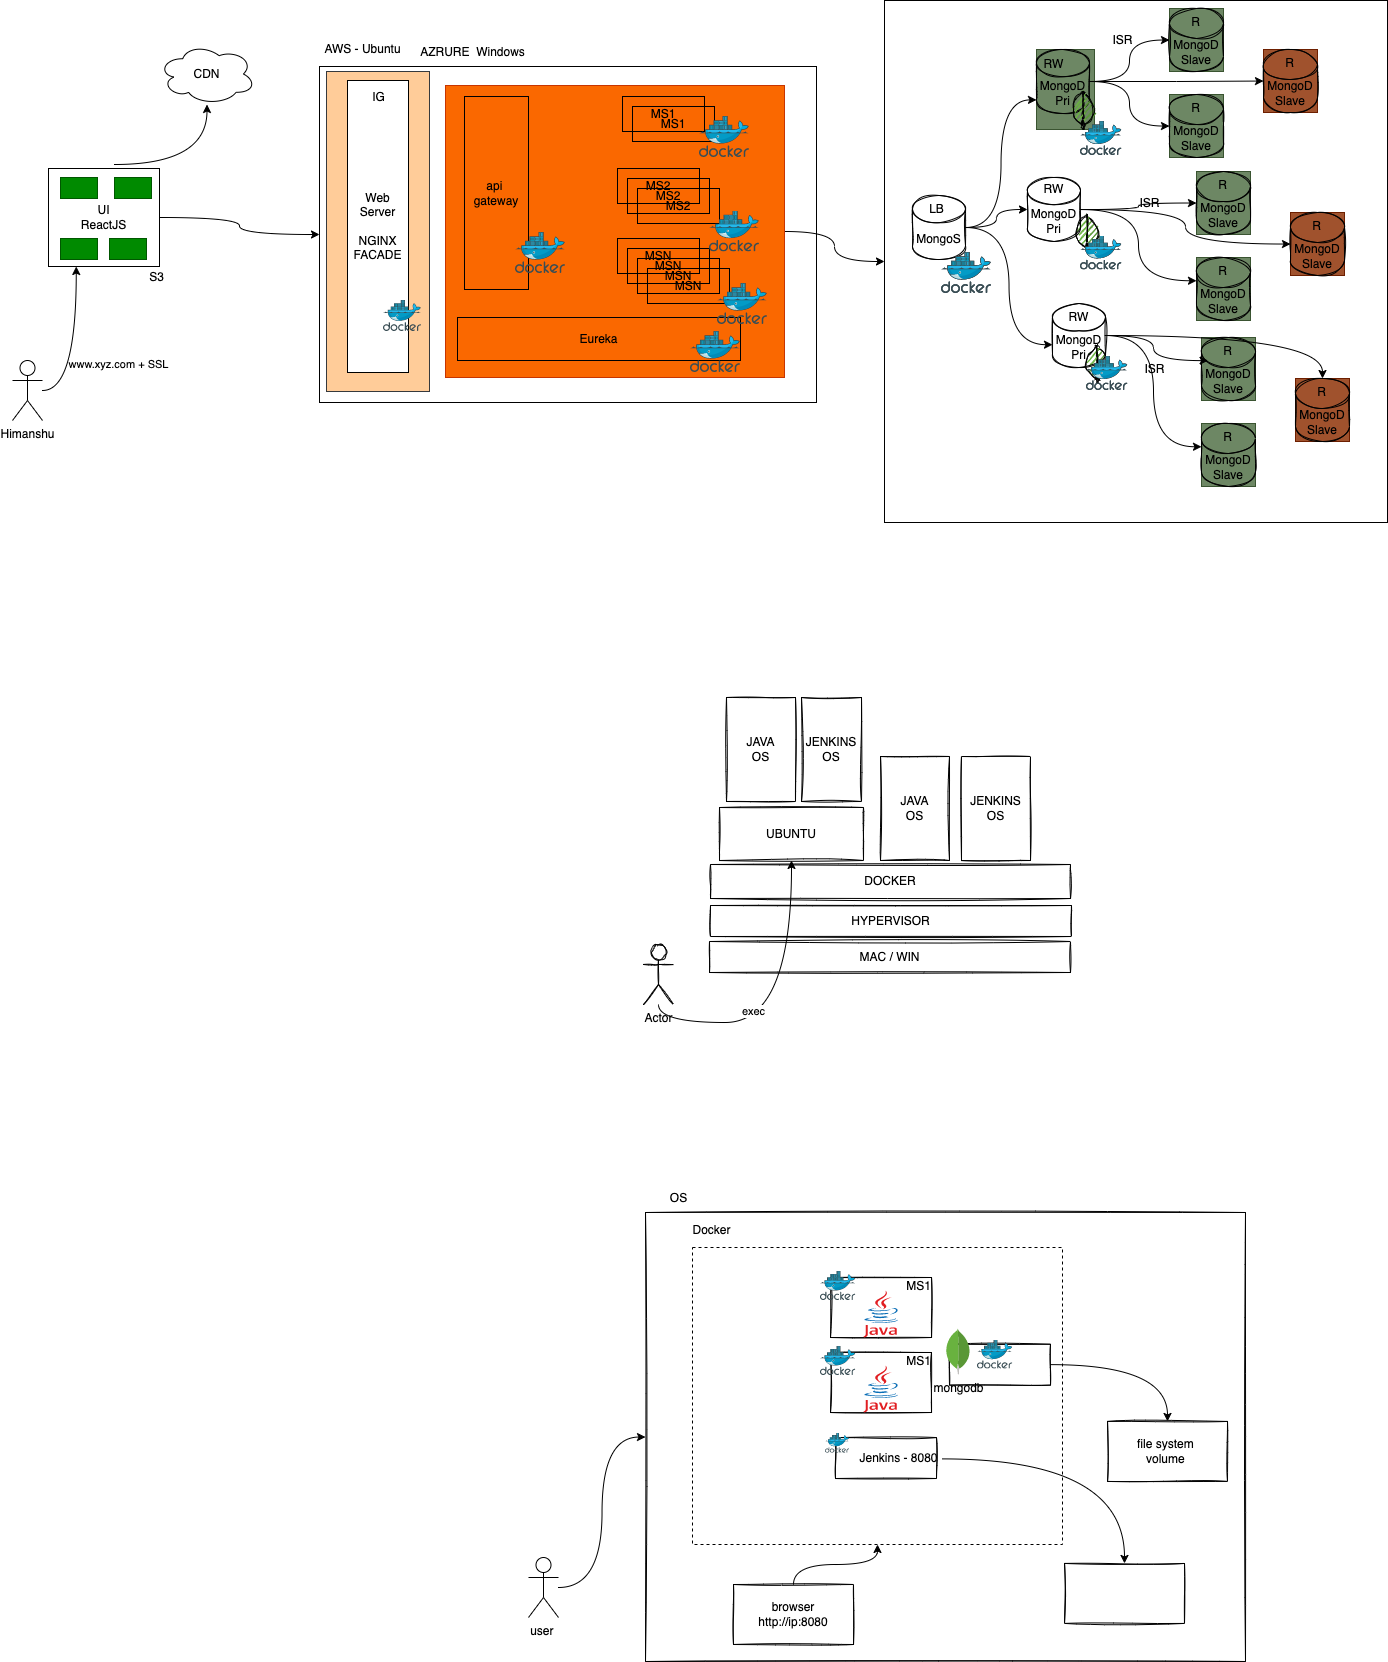 AWS - Ubuntu
AZRURE  Windows
CDN
UI
ReactJS
S3
www.xyz.com + SSL
Himanshu
IG
Web
Server
NGINX
FACADE
docker
api
gateway
docker
MS1
MS1
docker
MS2
MS2
MS2
docker
MSN
MSN
MSN
MSN
docker
Eureka
docker
LB
MongoS
docker
RW
MongoD
Pri
docker
ISR
R
MongoD
Slave
R
MongoD
Slave
R
MongoD
Slave
RW
MongoD
Pri
docker
ISR
R
MongoD
Slave
R
MongoD
Slave
R
MongoD
Slave
RW
MongoD
Pri
docker
ISR
R
MongoD
Slave
R
MongoD
Slave
R
MongoD
Slave
JAVA
OS
JENKINS
OS
JAVA
OS
JENKINS
OS
UBUNTU
DOCKER
HYPERVISOR
MAC / WIN
Actor
exec
OS
Docker
docker
MS1
Java
docker
MS1
Java
docker
mongodb
docker
Jenkins - 8080
file system
volume
browser
http://ip:8080
user